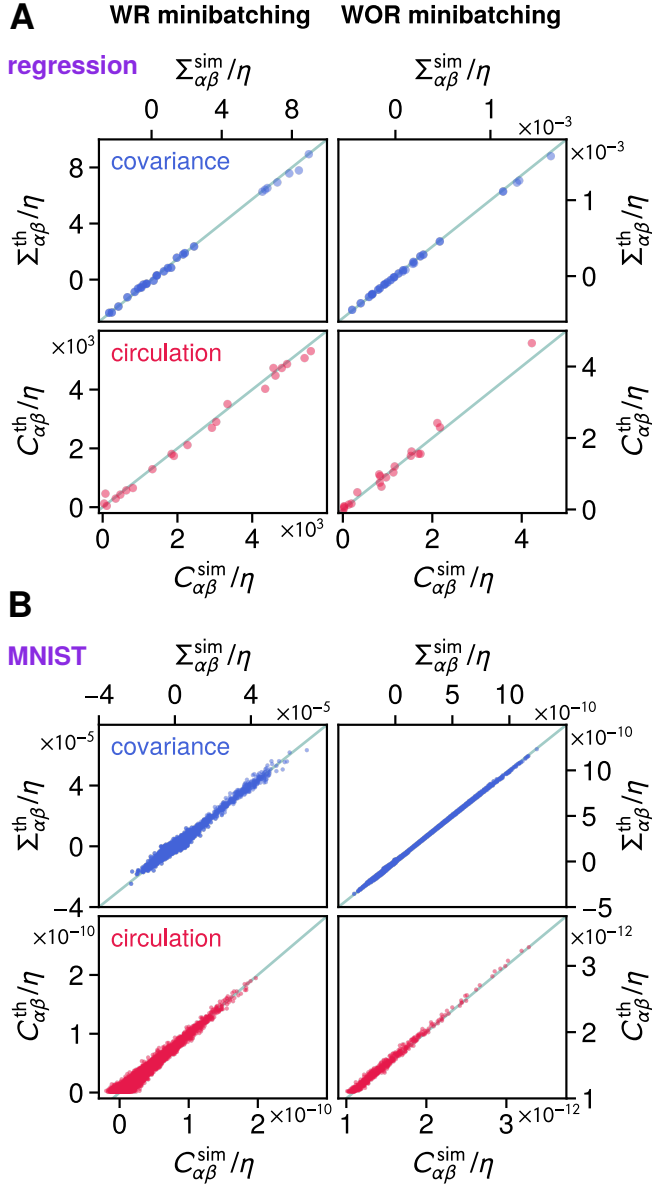 A
WR minibatching WOR minibatching
regression
Σ^sim_αβ/η Σ^sim_αβ/η
0 4 8 0 1
×10⁻³
×10⁻³
covariance
8
4
0
Σ^th_αβ/η
1
0
Σ^th_αβ/η
×10³
circulation
4
2
0
C^th_αβ/η
4
2
0
C^th_αβ/η
0 2 4 0 2 4
×10³
C^sim_αβ/η C^sim_αβ/η
B
MNIST
Σ^sim_αβ/η Σ^sim_αβ/η
−4 0 4 0 5 10
×10⁻⁵ ×10⁻¹⁰
×10⁻⁵ ×10⁻¹⁰
covariance
4
0
−4
Σ^th_αβ/η
10
5
0
−5
Σ^th_αβ/η
×10⁻¹⁰ ×10⁻¹²
circulation
2
1
0
C^th_αβ/η
3
2
1
C^th_αβ/η
0 1 2 1 2 3
×10⁻¹⁰ ×10⁻¹²
C^sim_αβ/η C^sim_αβ/η